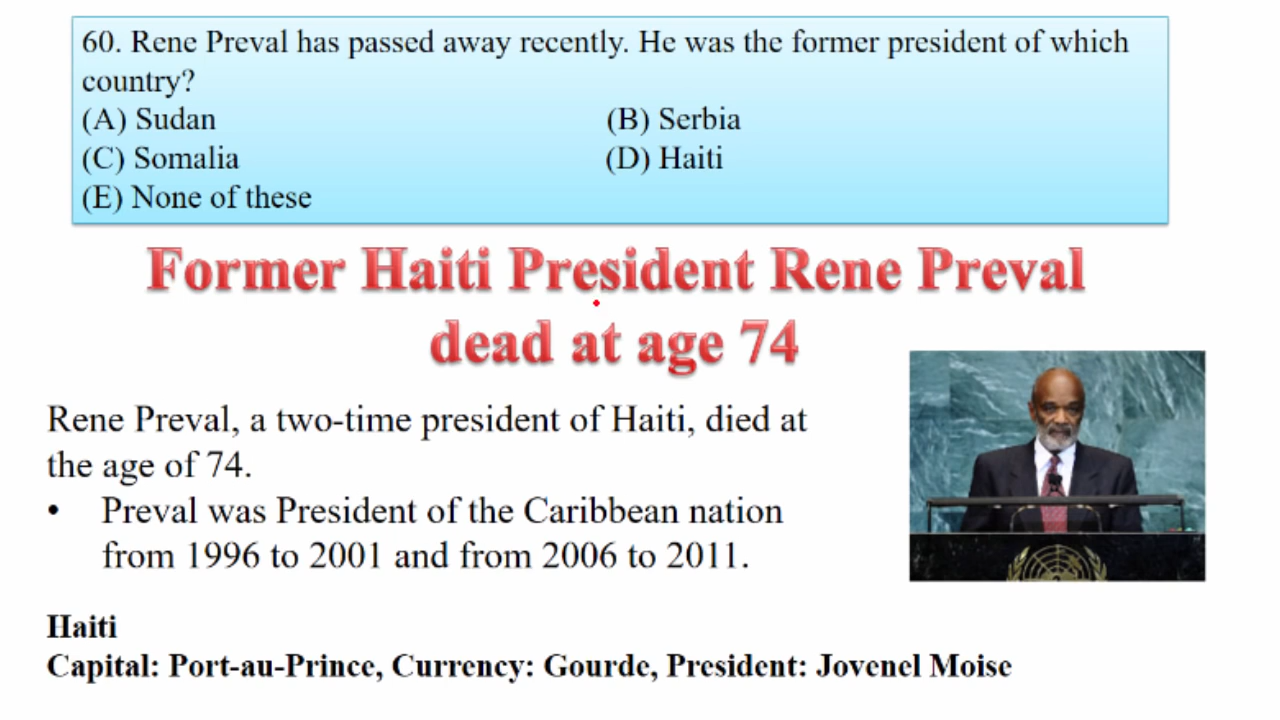 60. Rene Preval has passed away recently. He was the former president of which
country?
(A) Sudan (B) Serbia
(C) Somalia (D) Haiti
(E) None of these
Former Haiti President Rene Preval
dead at age 74
Rene Preval, a two-time president of Haiti, died at
the age of 74.
• Preval was President of the Caribbean nation
from 1996 to 2001 and from 2006 to 2011.
Haiti
Capital: Port-au-Prince, Currency: Gourde, President: Jovenel Moise